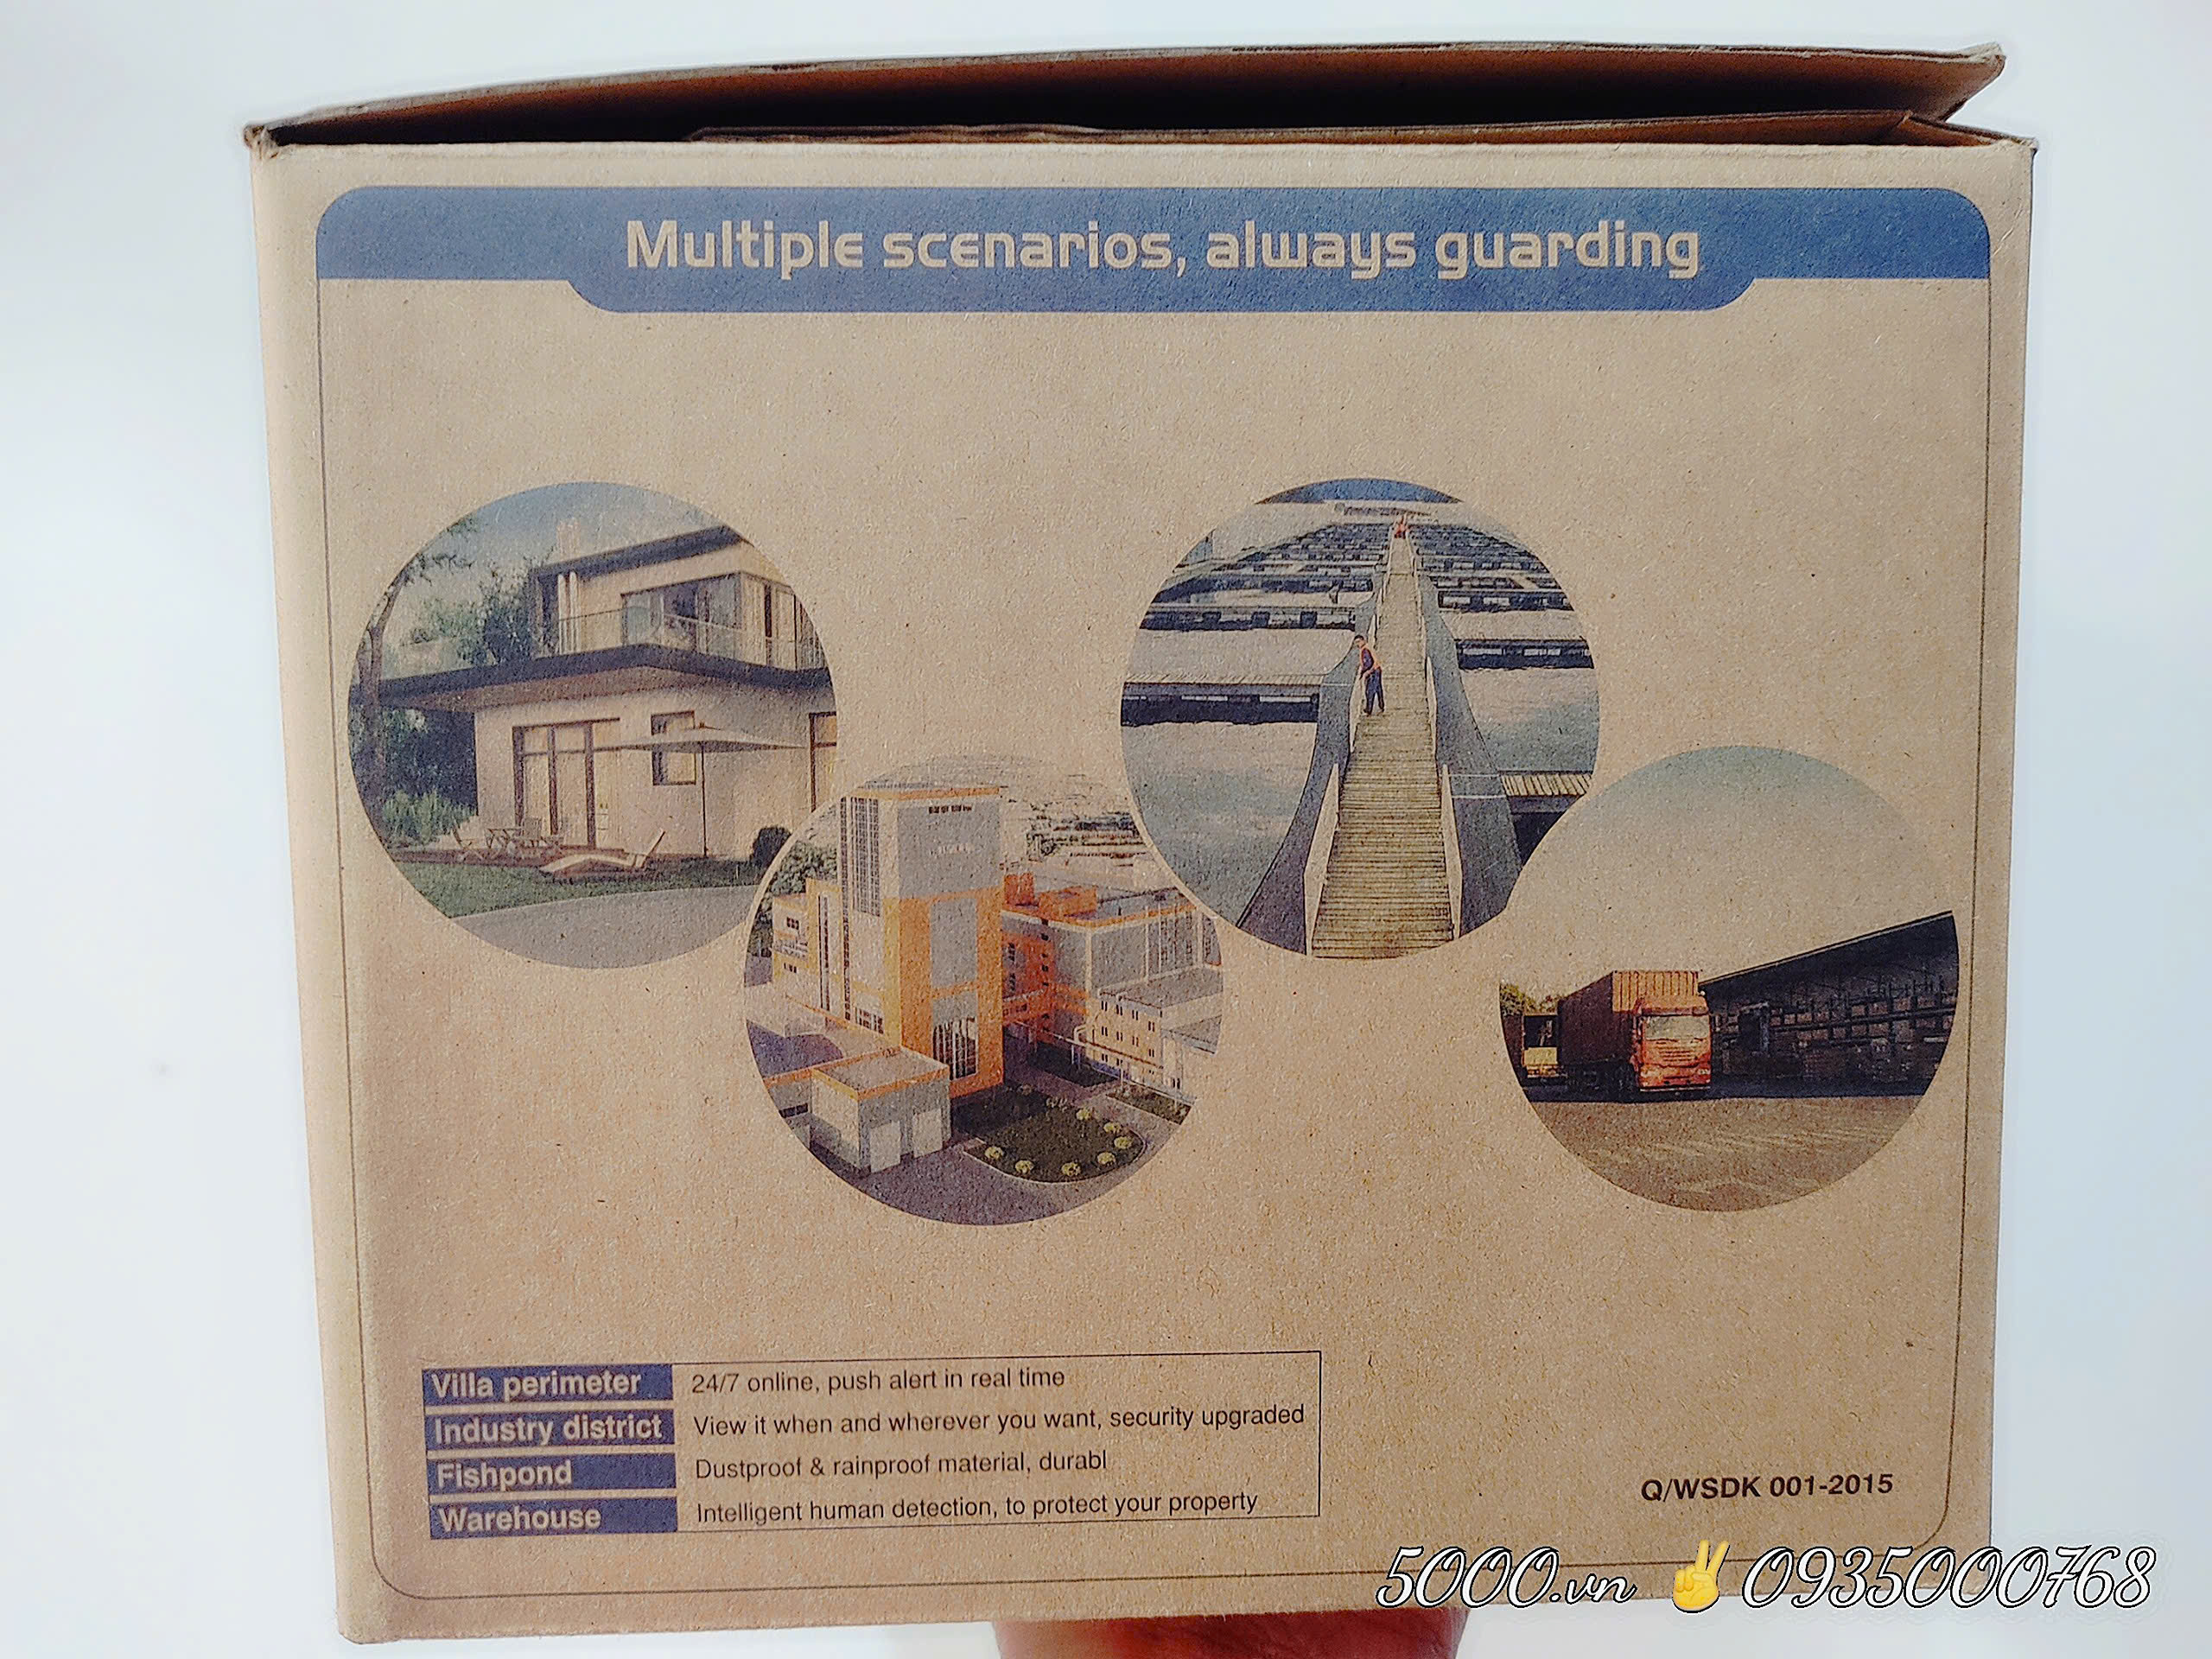 Multiple scenarios, always guarding
Villa perimeter 24/7 online, push alert in real time
Industry district View it when and wherever you want, security upgraded
Fishpond Dustproof & rainproof material, durabl
Warehouse Intelligent human detection, to protect your property
Q/WSDK 001-2015
5000.vn ✌0935000768